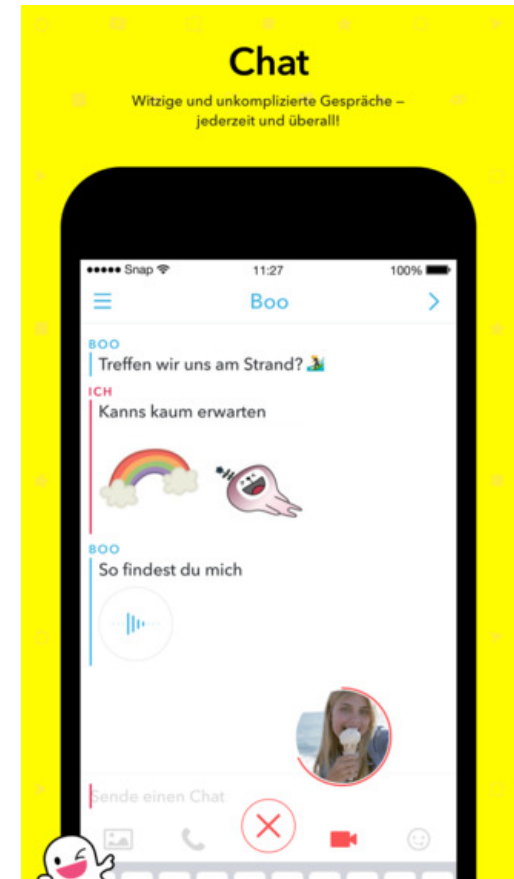 Chat
Witzige und unkomplizierte Gespräche –
jederzeit und überall!
Snap 11:27 100%
Boo
BOO
Treffen wir uns am Strand?
ICH
Kanns kaum erwarten
BOO
So findest du mich
Sende einen Chat